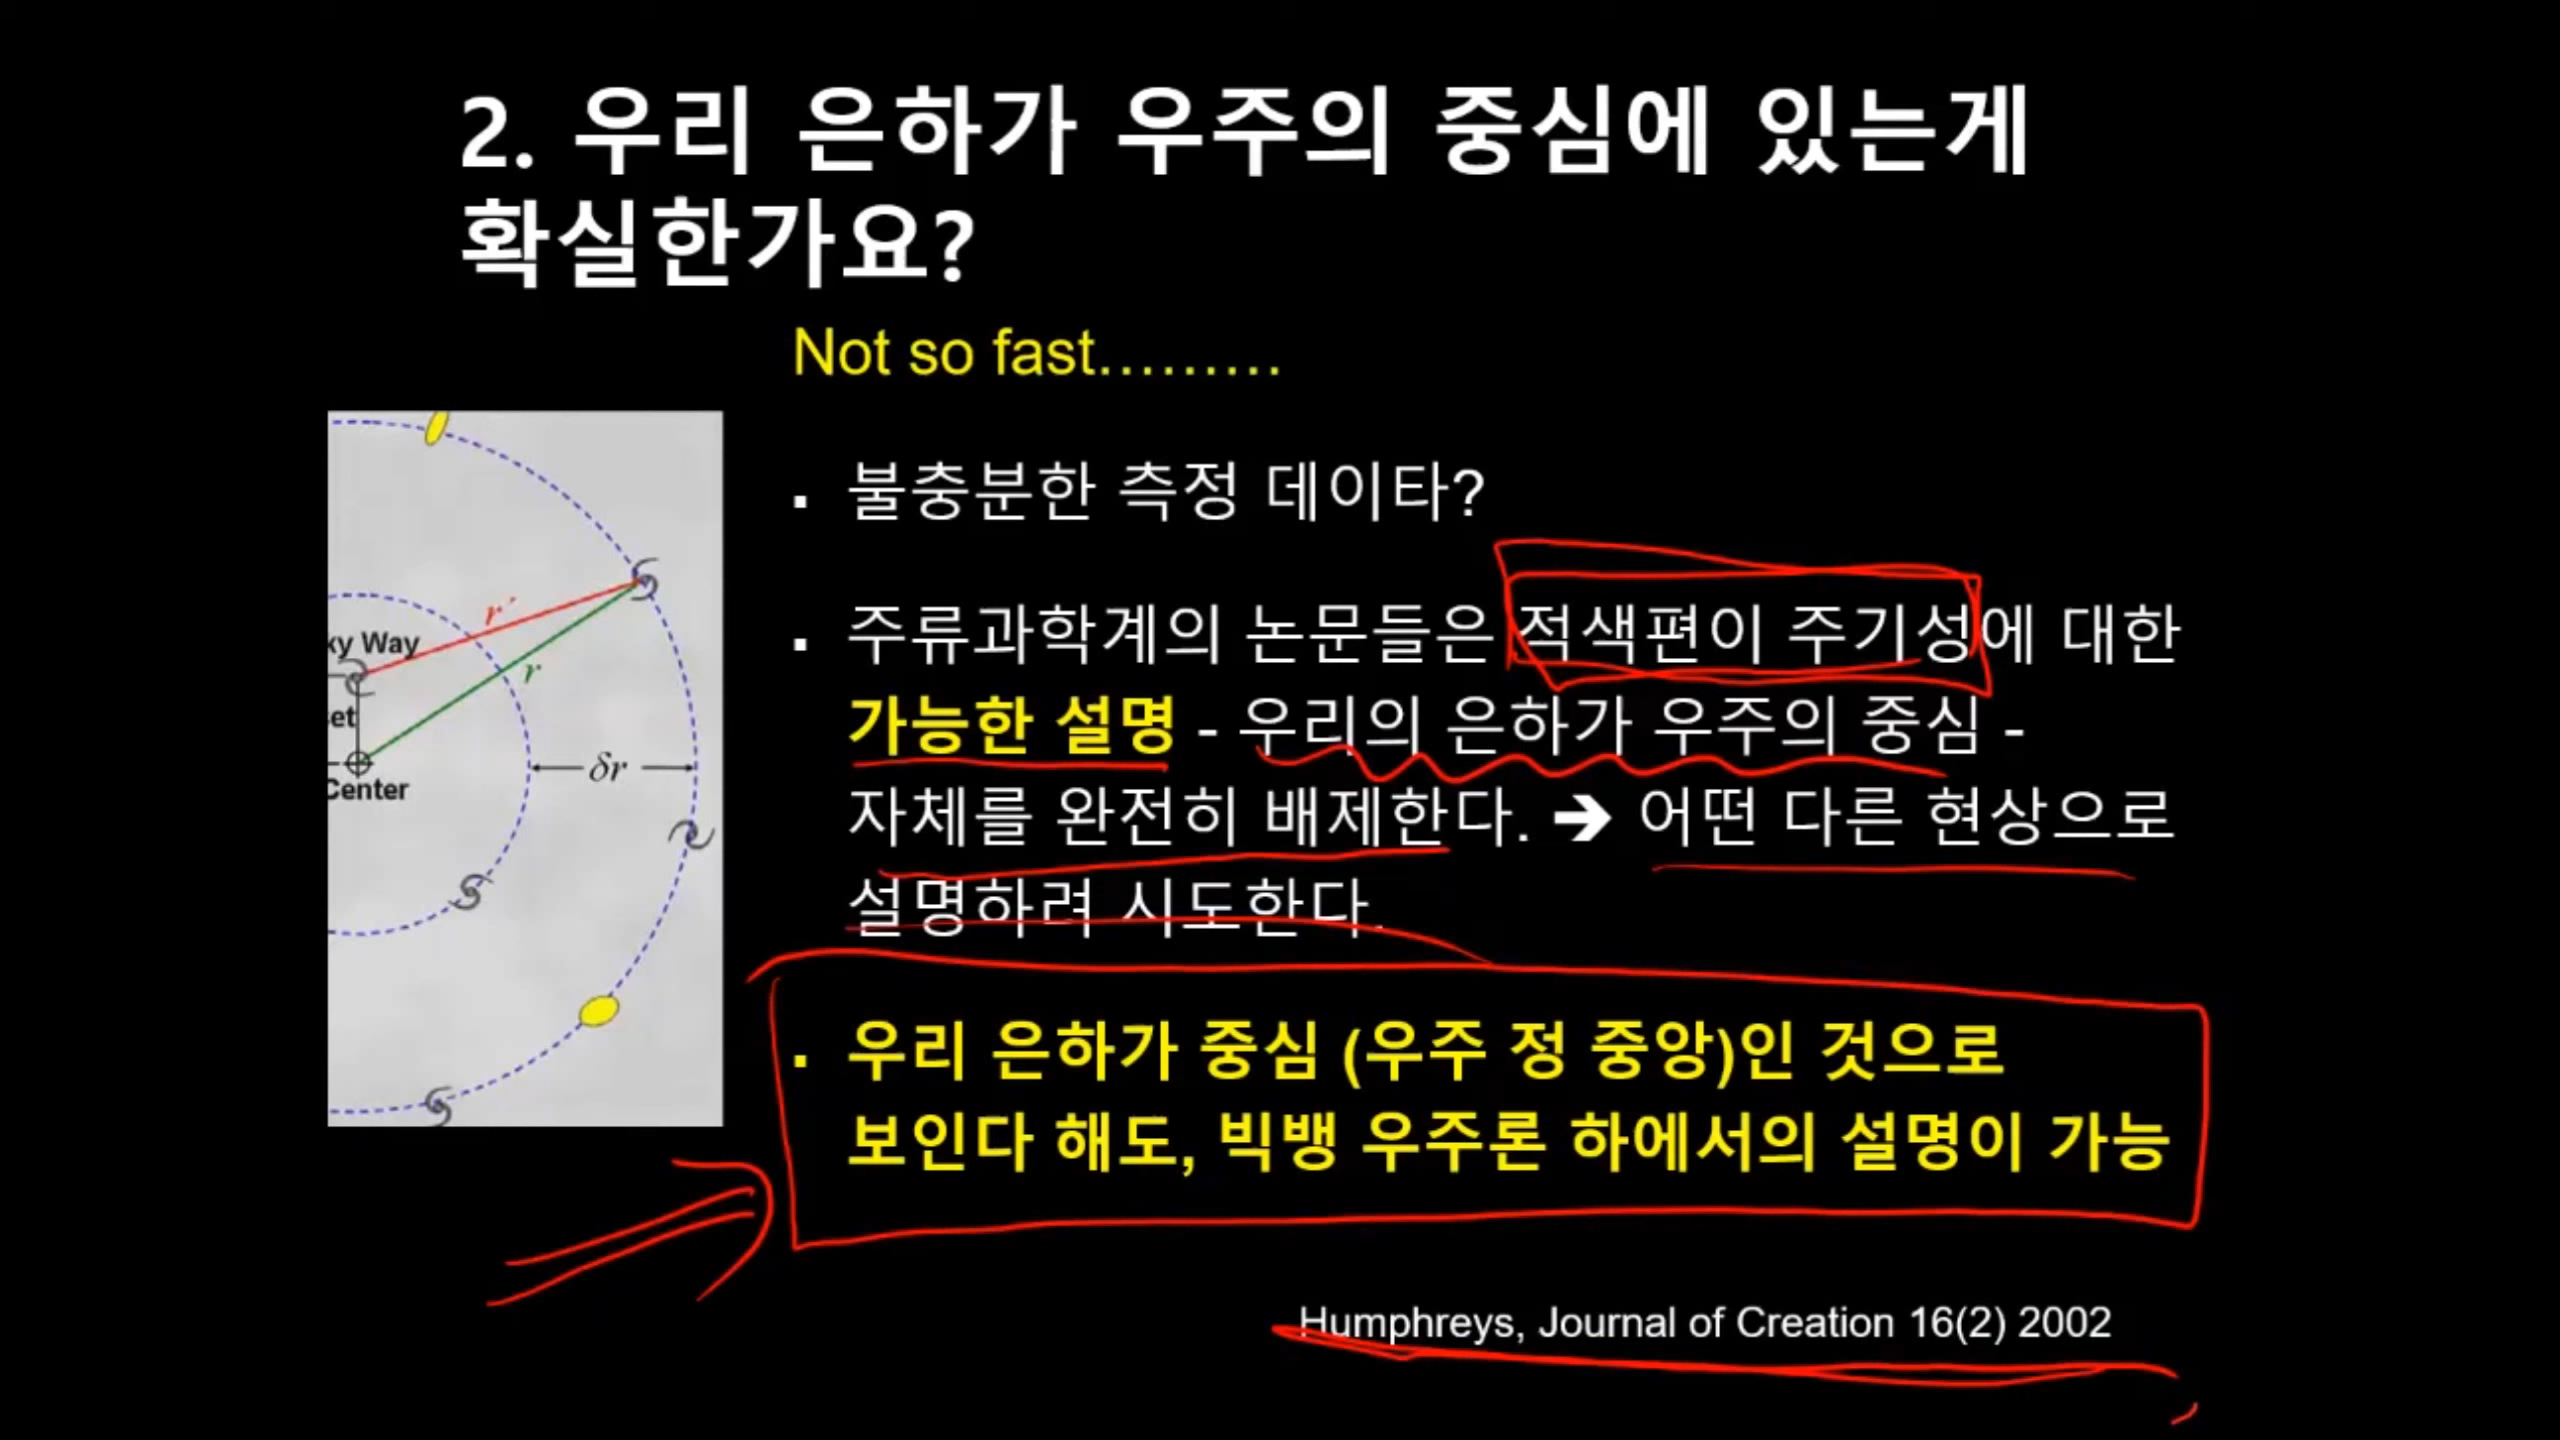 2. 우리 은하가 우주의 중심에 있는게
확실한가요?
Not so fast.........
▪ 불충분한 측정 데이타?
▪ 주류과학계의 논문들은 적색편이 주기성에 대한
가능한 설명 - 우리의 은하가 우주의 중심 -
자체를 완전히 배제한다. ➔ 어떤 다른 현상으로
설명하려 시도한다.
▪ 우리 은하가 중심 (우주 정 중앙)인 것으로
보인다 해도, 빅뱅 우주론 하에서의 설명이 가능
Humphreys, Journal of Creation 16(2) 2002
r´
ky Way
r
et
δr
Center